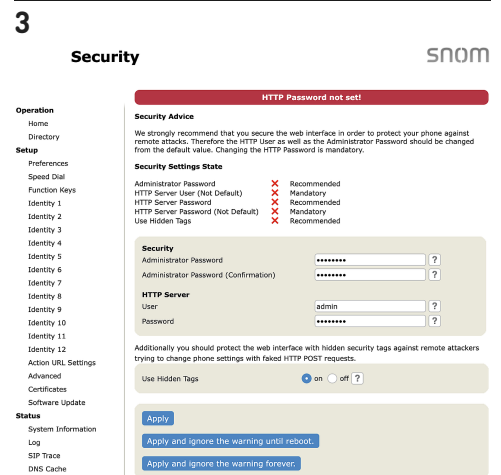 3
Security
snom
HTTP Password not set!
Operation
Home
Directory
Setup
Preferences
Speed Dial
Function Keys
Identity 1
Identity 2
Identity 3
Identity 4
Identity 5
Identity 6
Identity 7
Identity 8
Identity 9
Identity 10
Identity 11
Identity 12
Action URL Settings
Advanced
Certificates
Software Update
Status
System Information
Log
SIP Trace
DNS Cache
Security Advice
We strongly recommend that you secure the web interface in order to protect your phone against
remote attacks. Therefore the HTTP User as well as the Administrator Password should be changed
from the default value. Changing the HTTP Password is mandatory.
Security Settings State
Administrator Password ❌ Recommended
HTTP Server User (Not Default) ❌ Mandatory
HTTP Server Password ❌ Recommended
HTTP Server Password (Not Default) ❌ Mandatory
Use Hidden Tags ❌ Recommended
Security
Administrator Password •••••••• ?
Administrator Password (Confirmation) •••••••• ?
HTTP Server
User admin ?
Password •••••••• ?
Additionally you should protect the web interface with hidden security tags against remote attackers
trying to change phone settings with faked HTTP POST requests.
Use Hidden Tags on off ?
Apply
Apply and ignore the warning until reboot.
Apply and ignore the warning forever.